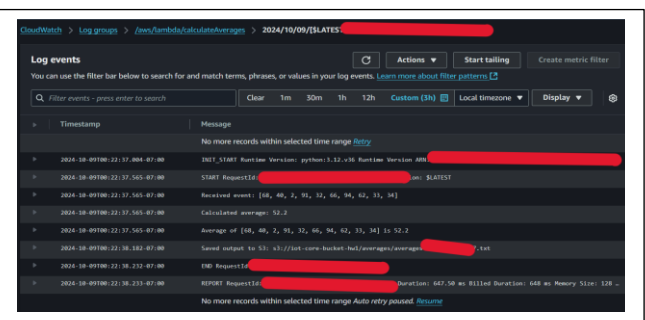 CloudWatch > Log groups > /aws/lambda/calculateAverages > 2024/10/09/[$LATEST
Log events
Actions ▼ Start tailing Create metric filter
You can use the filter bar below to search for and match terms, phrases, or values in your log events. Learn more about filter patterns
Filter events - press enter to search Clear 1m 30m 1h 12h Custom (3h) Local timezone ▼ Display ▼
Timestamp Message
No more records within selected time range Retry
2024-10-09T00:22:37.004-07:00 INIT_START Runtime Version: python:3.12.v36 Runtime Version ARN
2024-10-09T00:22:37.565-07:00 START RequestId: on: $LATEST
2024-10-09T00:22:37.565-07:00 Received event: [68, 40, 2, 91, 32, 66, 94, 62, 33, 34]
2024-10-09T00:22:37.565-07:00 Calculated average: 52.2
2024-10-09T00:22:37.565-07:00 Average of [68, 40, 2, 91, 32, 66, 94, 62, 33, 34] is 52.2
2024-10-09T00:22:38.182-07:00 Saved output to S3: s3://iot-core-bucket-hw1/averages/averages .txt
2024-10-09T00:22:38.232-07:00 END RequestId
2024-10-09T00:22:38.233-07:00 REPORT RequestId: Duration: 647.50 ms Billed Duration: 648 ms Memory Size: 128 …
No more records within selected time range Auto retry paused. Resume